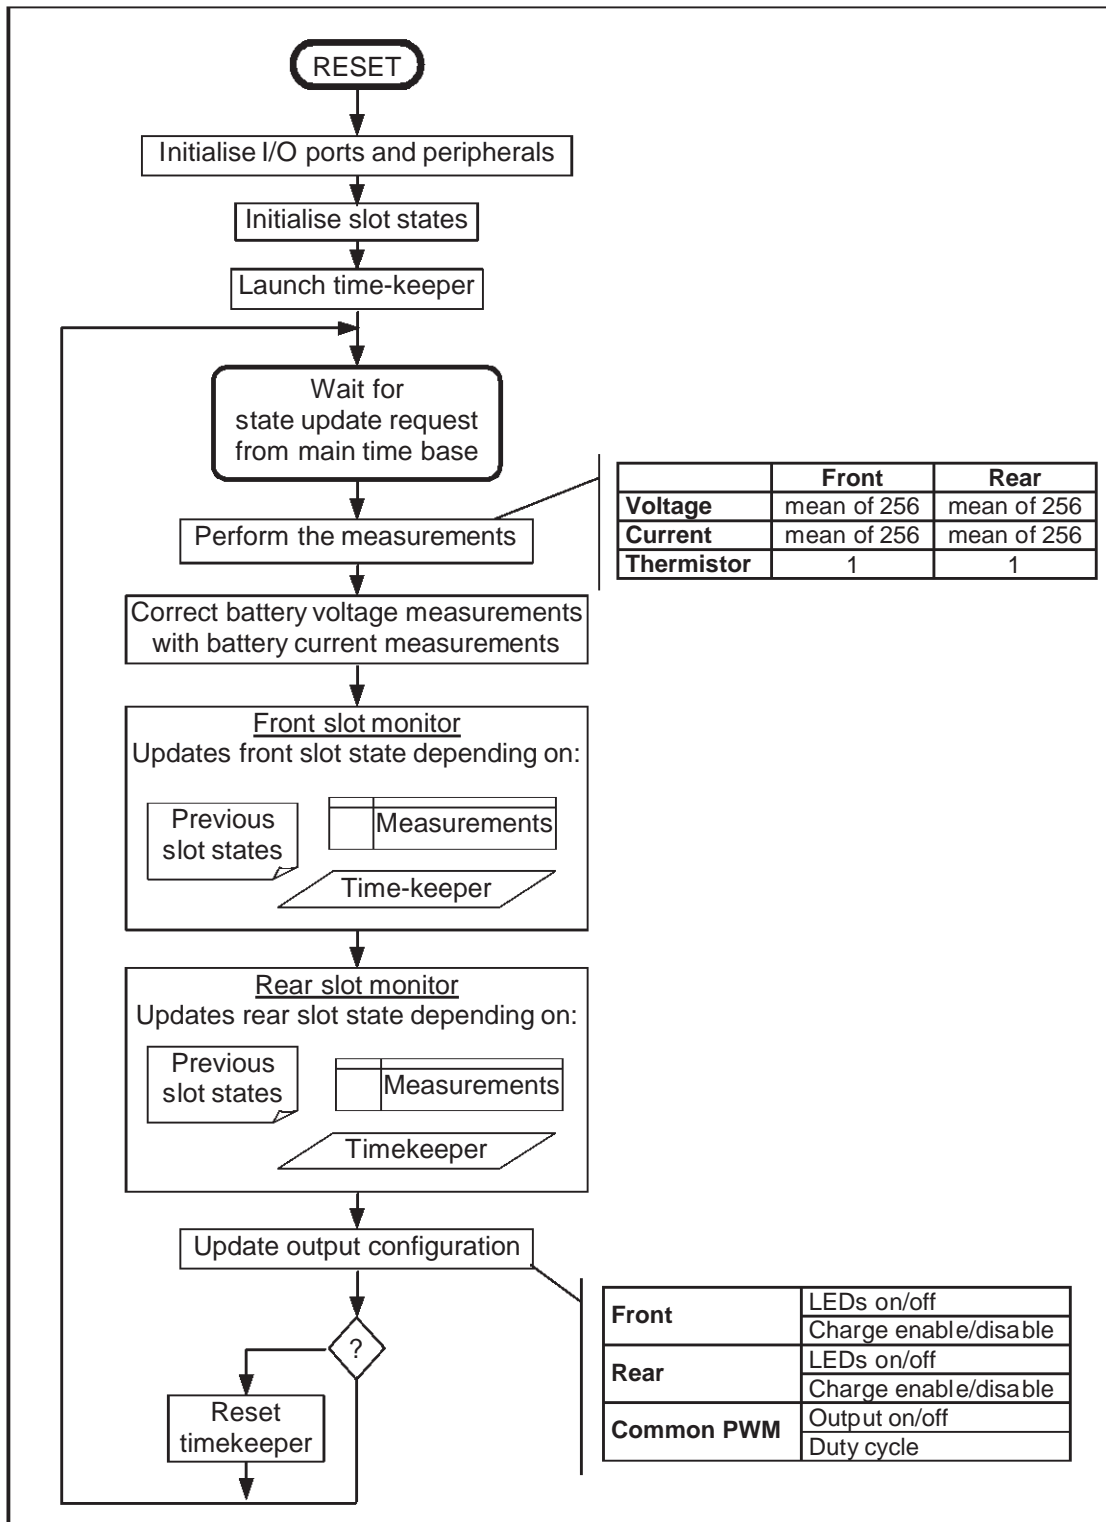 RESET
Initialise I/O ports and peripherals
Initialise slot states
Launch time-keeper
Wait for
state update request
from main time base
Perform the measurements
Front Rear
Voltage mean of 256 mean of 256
Current mean of 256 mean of 256
Thermistor 1 1
Correct battery voltage measurements
with battery current measurements
Front slot monitor
Updates front slot state depending on:
Previous
slot states
Measurements
Time-keeper
Rear slot monitor
Updates rear slot state depending on:
Previous
slot states
Measurements
Timekeeper
Update output configuration
Front LEDs on/off
Charge enable/disable
Rear LEDs on/off
Charge enable/disable
Common PWM Output on/off
Duty cycle
?
Reset
timekeeper